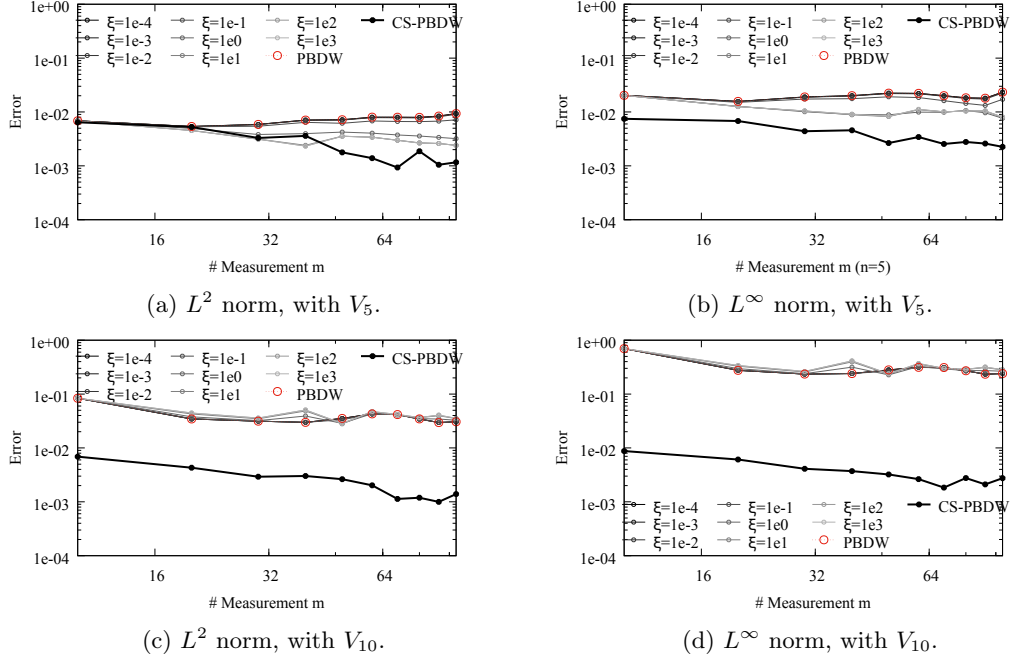 1e+00
1e-01
1e-02
1e-03
1e-04
Error
ξ=1e-4
ξ=1e-3
ξ=1e-2
ξ=1e-1
ξ=1e0
ξ=1e1
ξ=1e2
ξ=1e3
PBDW
CS-PBDW
16 32 64
# Measurement m
(a) L² norm, with V₅.
1e+00
1e-01
1e-02
1e-03
1e-04
Error
ξ=1e-4
ξ=1e-3
ξ=1e-2
ξ=1e-1
ξ=1e0
ξ=1e1
ξ=1e2
ξ=1e3
PBDW
CS-PBDW
16 32 64
# Measurement m (n=5)
(b) L^∞ norm, with V₅.
1e+00
1e-01
1e-02
1e-03
1e-04
Error
ξ=1e-4
ξ=1e-3
ξ=1e-2
ξ=1e-1
ξ=1e0
ξ=1e1
ξ=1e2
ξ=1e3
PBDW
CS-PBDW
16 32 64
# Measurement m
(c) L² norm, with V₁₀.
1e+00
1e-01
1e-02
1e-03
1e-04
Error
ξ=1e-4
ξ=1e-3
ξ=1e-2
ξ=1e-1
ξ=1e0
ξ=1e1
ξ=1e2
ξ=1e3
PBDW
CS-PBDW
16 32 64
# Measurement m
(d) L^∞ norm, with V₁₀.